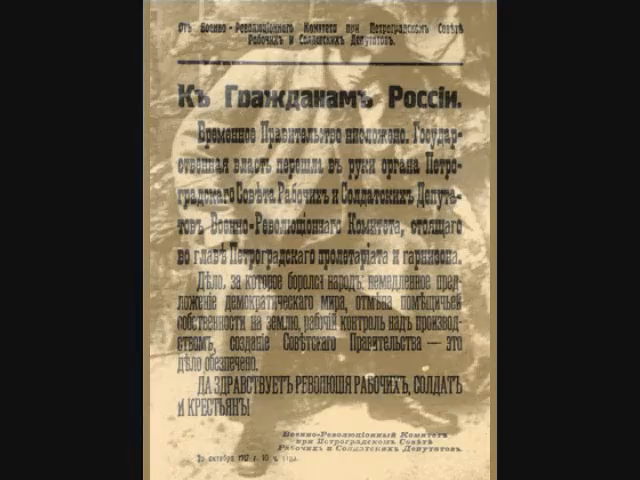 Отъ Военно-Революціоннаго Комитета при Петроградскомъ Совѣтѣ
Рабочихъ и Солдатскихъ Депутатовъ.
Къ Гражданамъ Россіи.
Временное Правительство низложено. Государ-
ственная власть перешла въ руки органа Петро-
градскаго Совѣта Рабочихъ и Солдатскихъ Депута-
товъ Военно-Революціоннаго Комитета, стоящаго
во главѣ Петроградскаго пролетаріата и гарнизона.
Дѣло, за которое боролся народъ: немедленное пред-
ложеніе демократическаго мира, отмѣна помѣщичьей
собственности на землю, рабочій контроль надъ производ-
ствомъ, созданіе Совѣтскаго Правительства — это
дѣло обезпечено.
ДА ЗДРАВСТВУЕТЪ РЕВОЛЮЦІЯ РАБОЧИХЪ, СОЛДАТЪ
И КРЕСТЬЯНЪ!
Военно-Революціонный Комитетъ
при Петроградскомъ Совѣтѣ
Рабочихъ и Солдатскихъ Депутатовъ.
25 октября 1917 г. 10 ч. утра.